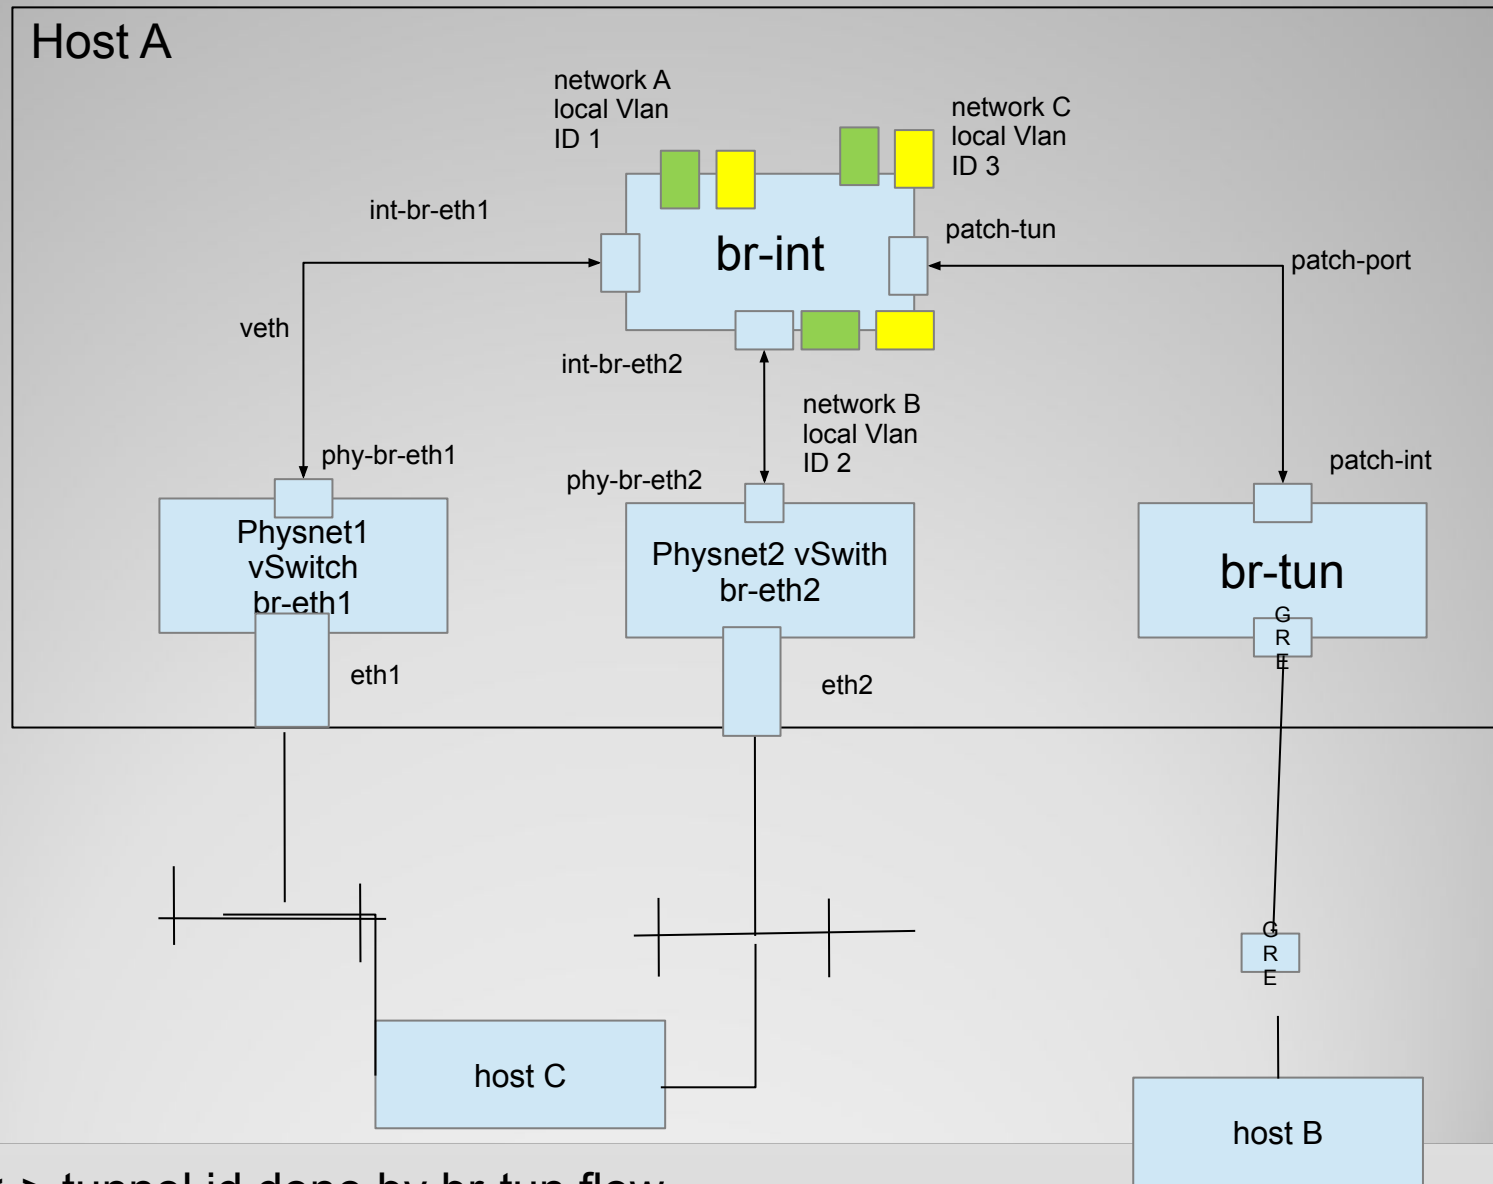 Host A
network A
local Vlan
ID 1
network C
local Vlan
ID 3
int-br-eth1
br-int
patch-tun
patch-port
veth
int-br-eth2
network B
local Vlan
ID 2
phy-br-eth1
phy-br-eth2
patch-int
Physnet1
vSwitch
br-eth1
Physnet2 vSwith
br-eth2
br-tun
G
R
E
eth1
eth2
G
R
E
host C
host B
> tunnel id done by br-tun flow